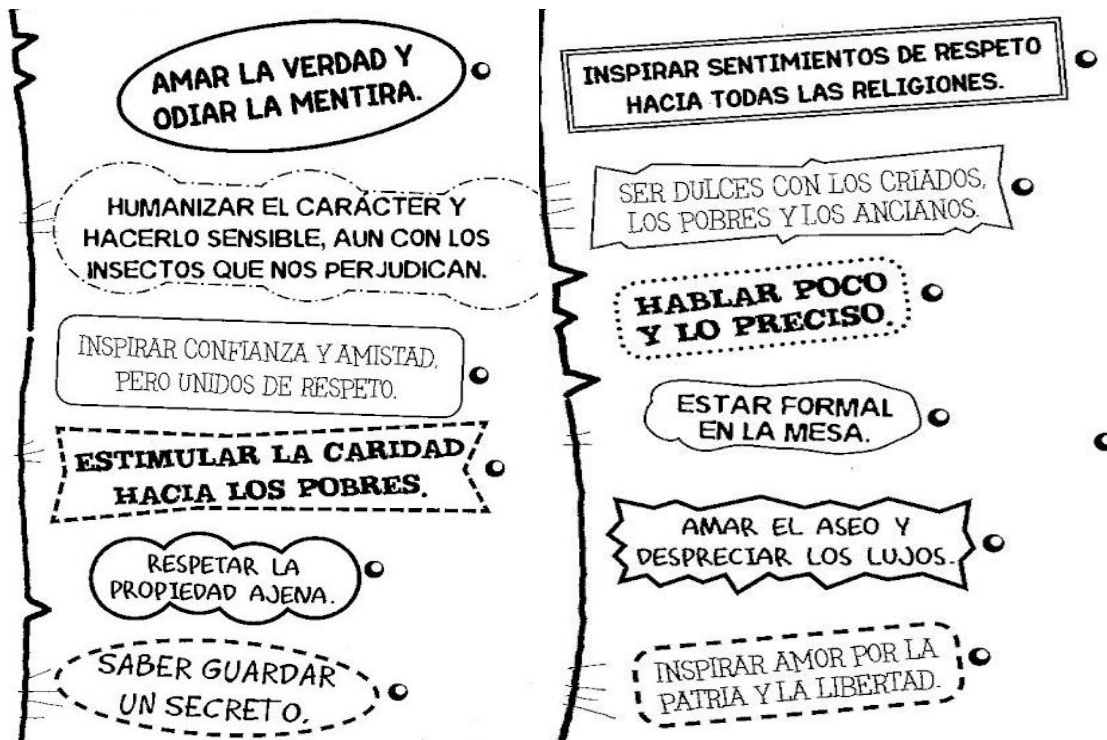 AMAR LA VERDAD Y
ODIAR LA MENTIRA.
HUMANIZAR EL CARÁCTER Y
HACERLO SENSIBLE, AUN CON LOS
INSECTOS QUE NOS PERJUDICAN.
INSPIRAR CONFIANZA Y AMISTAD,
PERO UNIDOS DE RESPETO.
ESTIMULAR LA CARIDAD
HACIA LOS POBRES.
RESPETAR LA
PROPIEDAD AJENA.
SABER GUARDAR
UN SECRETO.
INSPIRAR SENTIMIENTOS DE RESPETO
HACIA TODAS LAS RELIGIONES.
SER DULCES CON LOS CRIADOS,
LOS POBRES Y LOS ANCIANOS.
HABLAR POCO
Y LO PRECISO.
ESTAR FORMAL
EN LA MESA.
AMAR EL ASEO Y
DESPRECIAR LOS LUJOS.
INSPIRAR AMOR POR LA
PATRIA Y LA LIBERTAD.